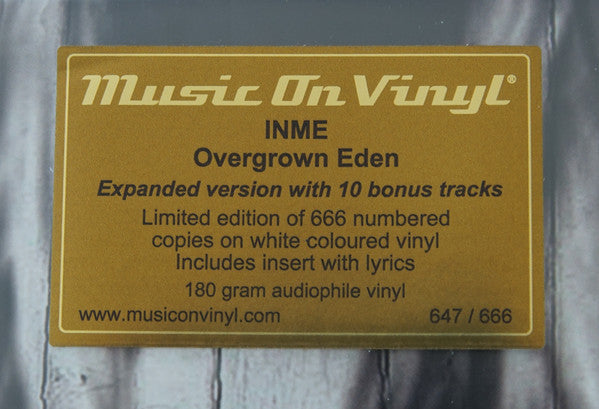 Music On Vinyl®
INME
Overgrown Eden
Expanded version with 10 bonus tracks
Limited edition of 666 numbered
copies on white coloured vinyl
Includes insert with lyrics
180 gram audiophile vinyl
www.musiconvinyl.com 647 / 666